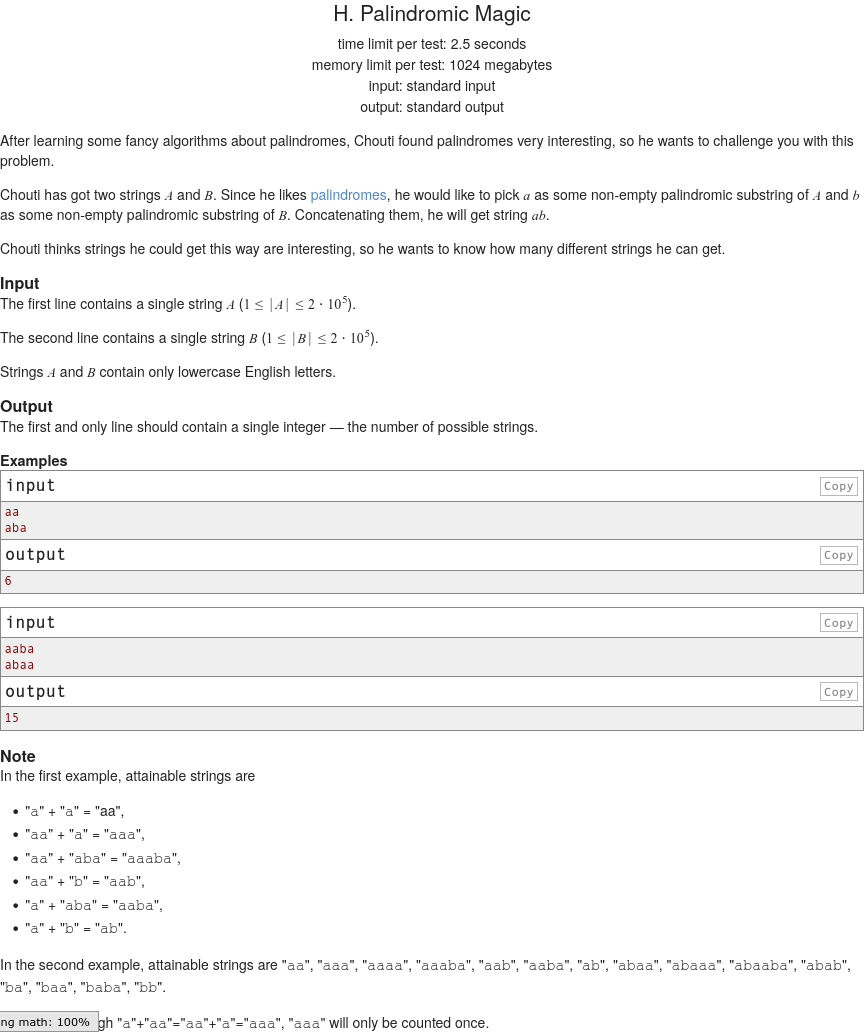 H. Palindromic Magic
time limit per test: 2.5 seconds
memory limit per test: 1024 megabytes
input: standard input
output: standard output
After learning some fancy algorithms about palindromes, Chouti found palindromes very interesting, so he wants to challenge you with this
problem.
Chouti has got two strings A and B. Since he likes palindromes, he would like to pick a as some non-empty palindromic substring of A and b
as some non-empty palindromic substring of B. Concatenating them, he will get string ab.
Chouti thinks strings he could get this way are interesting, so he wants to know how many different strings he can get.
Input
The first line contains a single string A (1 ≤ |A| ≤ 2 · 10⁵).
The second line contains a single string B (1 ≤ |B| ≤ 2 · 10⁵).
Strings A and B contain only lowercase English letters.
Output
The first and only line should contain a single integer — the number of possible strings.
Examples
input Copy
aa
aba
output Copy
6
input Copy
aaba
abaa
output Copy
15
Note
In the first example, attainable strings are
• "a" + "a" = "aa",
• "aa" + "a" = "aaa",
• "aa" + "aba" = "aaaba",
• "aa" + "b" = "aab",
• "a" + "aba" = "aaba",
• "a" + "b" = "ab".
In the second example, attainable strings are "aa", "aaa", "aaaa", "aaaba", "aab", "aaba", "ab", "abaa", "abaaa", "abaaba", "abab",
"ba", "baa", "baba", "bb".
ng math: 100% gh "a"+"aa"="aa"+"a"="aaa", "aaa" will only be counted once.